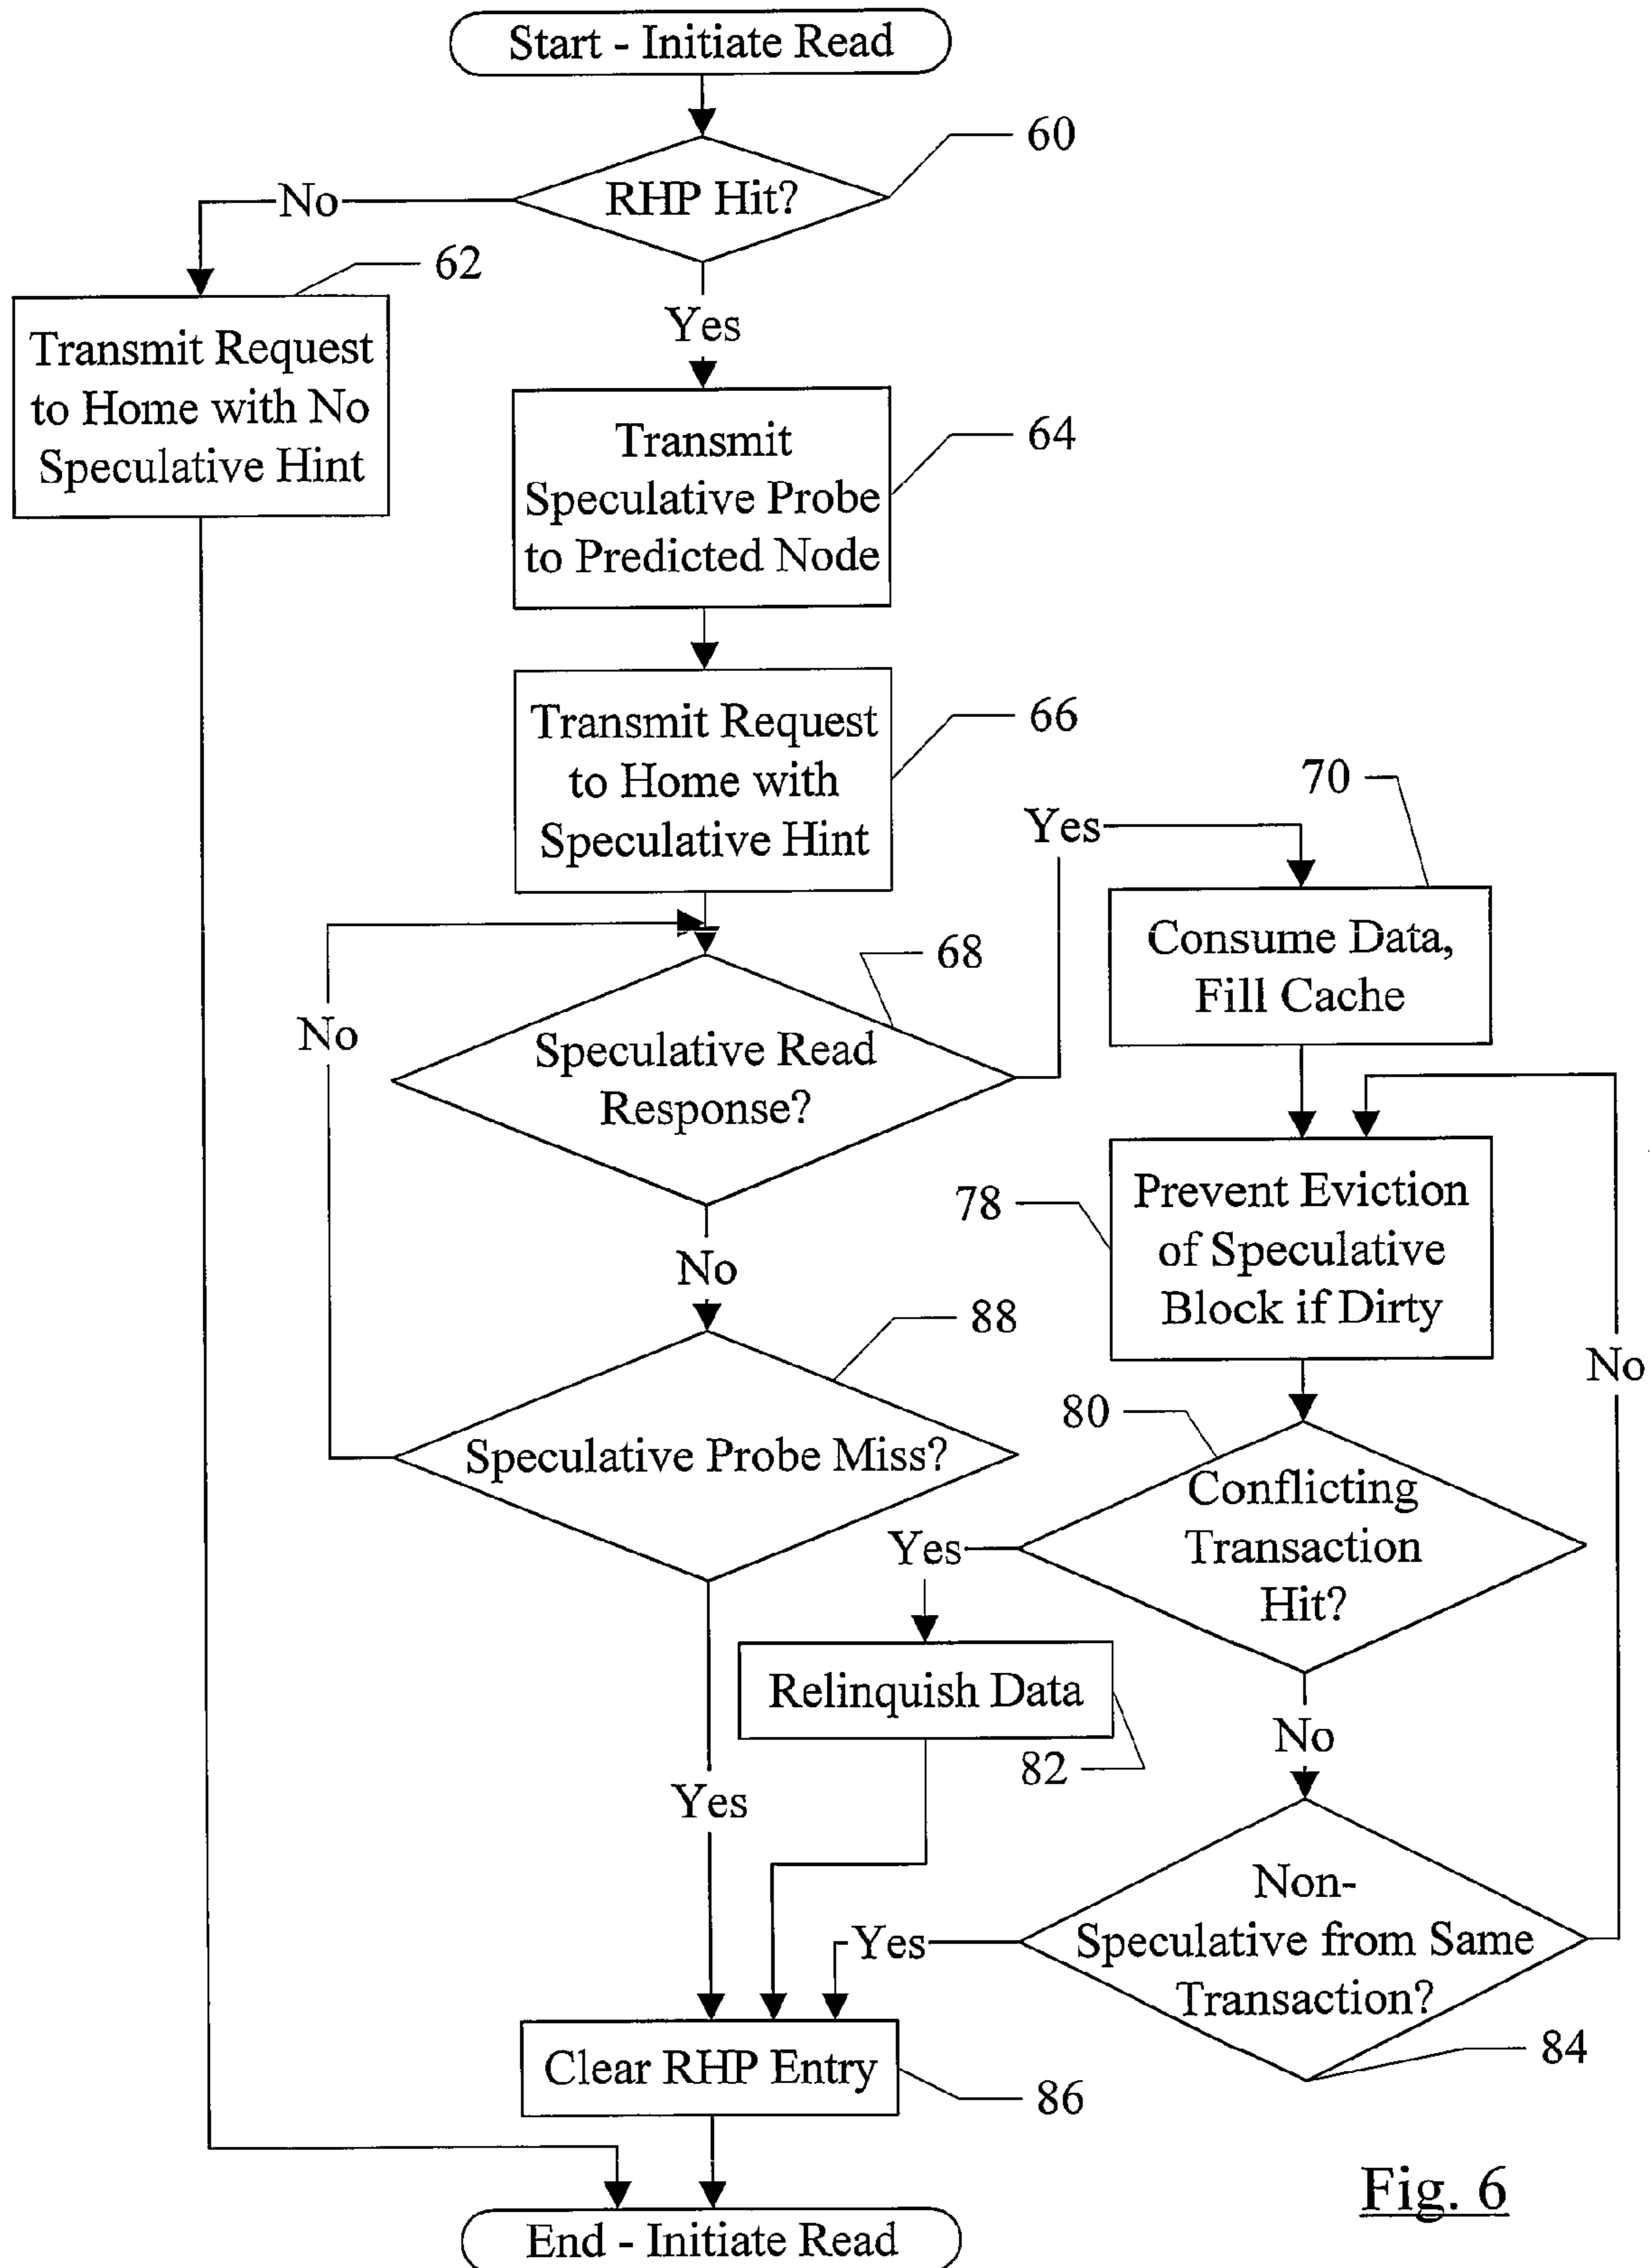 Start - Initiate Read
60
RHP Hit?
No
62
Transmit Request
to Home with No
Speculative Hint
Yes
Transmit
Speculative Probe
to Predicted Node
64
Transmit Request
to Home with
Speculative Hint
66
70
Yes
Consume Data,
Fill Cache
68
No
Speculative Read
Response?
78
Prevent Eviction
of Speculative
Block if Dirty
No
No
88
Speculative Probe Miss?
80
Conflicting
Transaction
Hit?
Yes
Relinquish Data
82
No
Yes
Non-
Speculative from Same
Transaction?
Yes
84
Clear RHP Entry
86
End - Initiate Read
Fig. 6